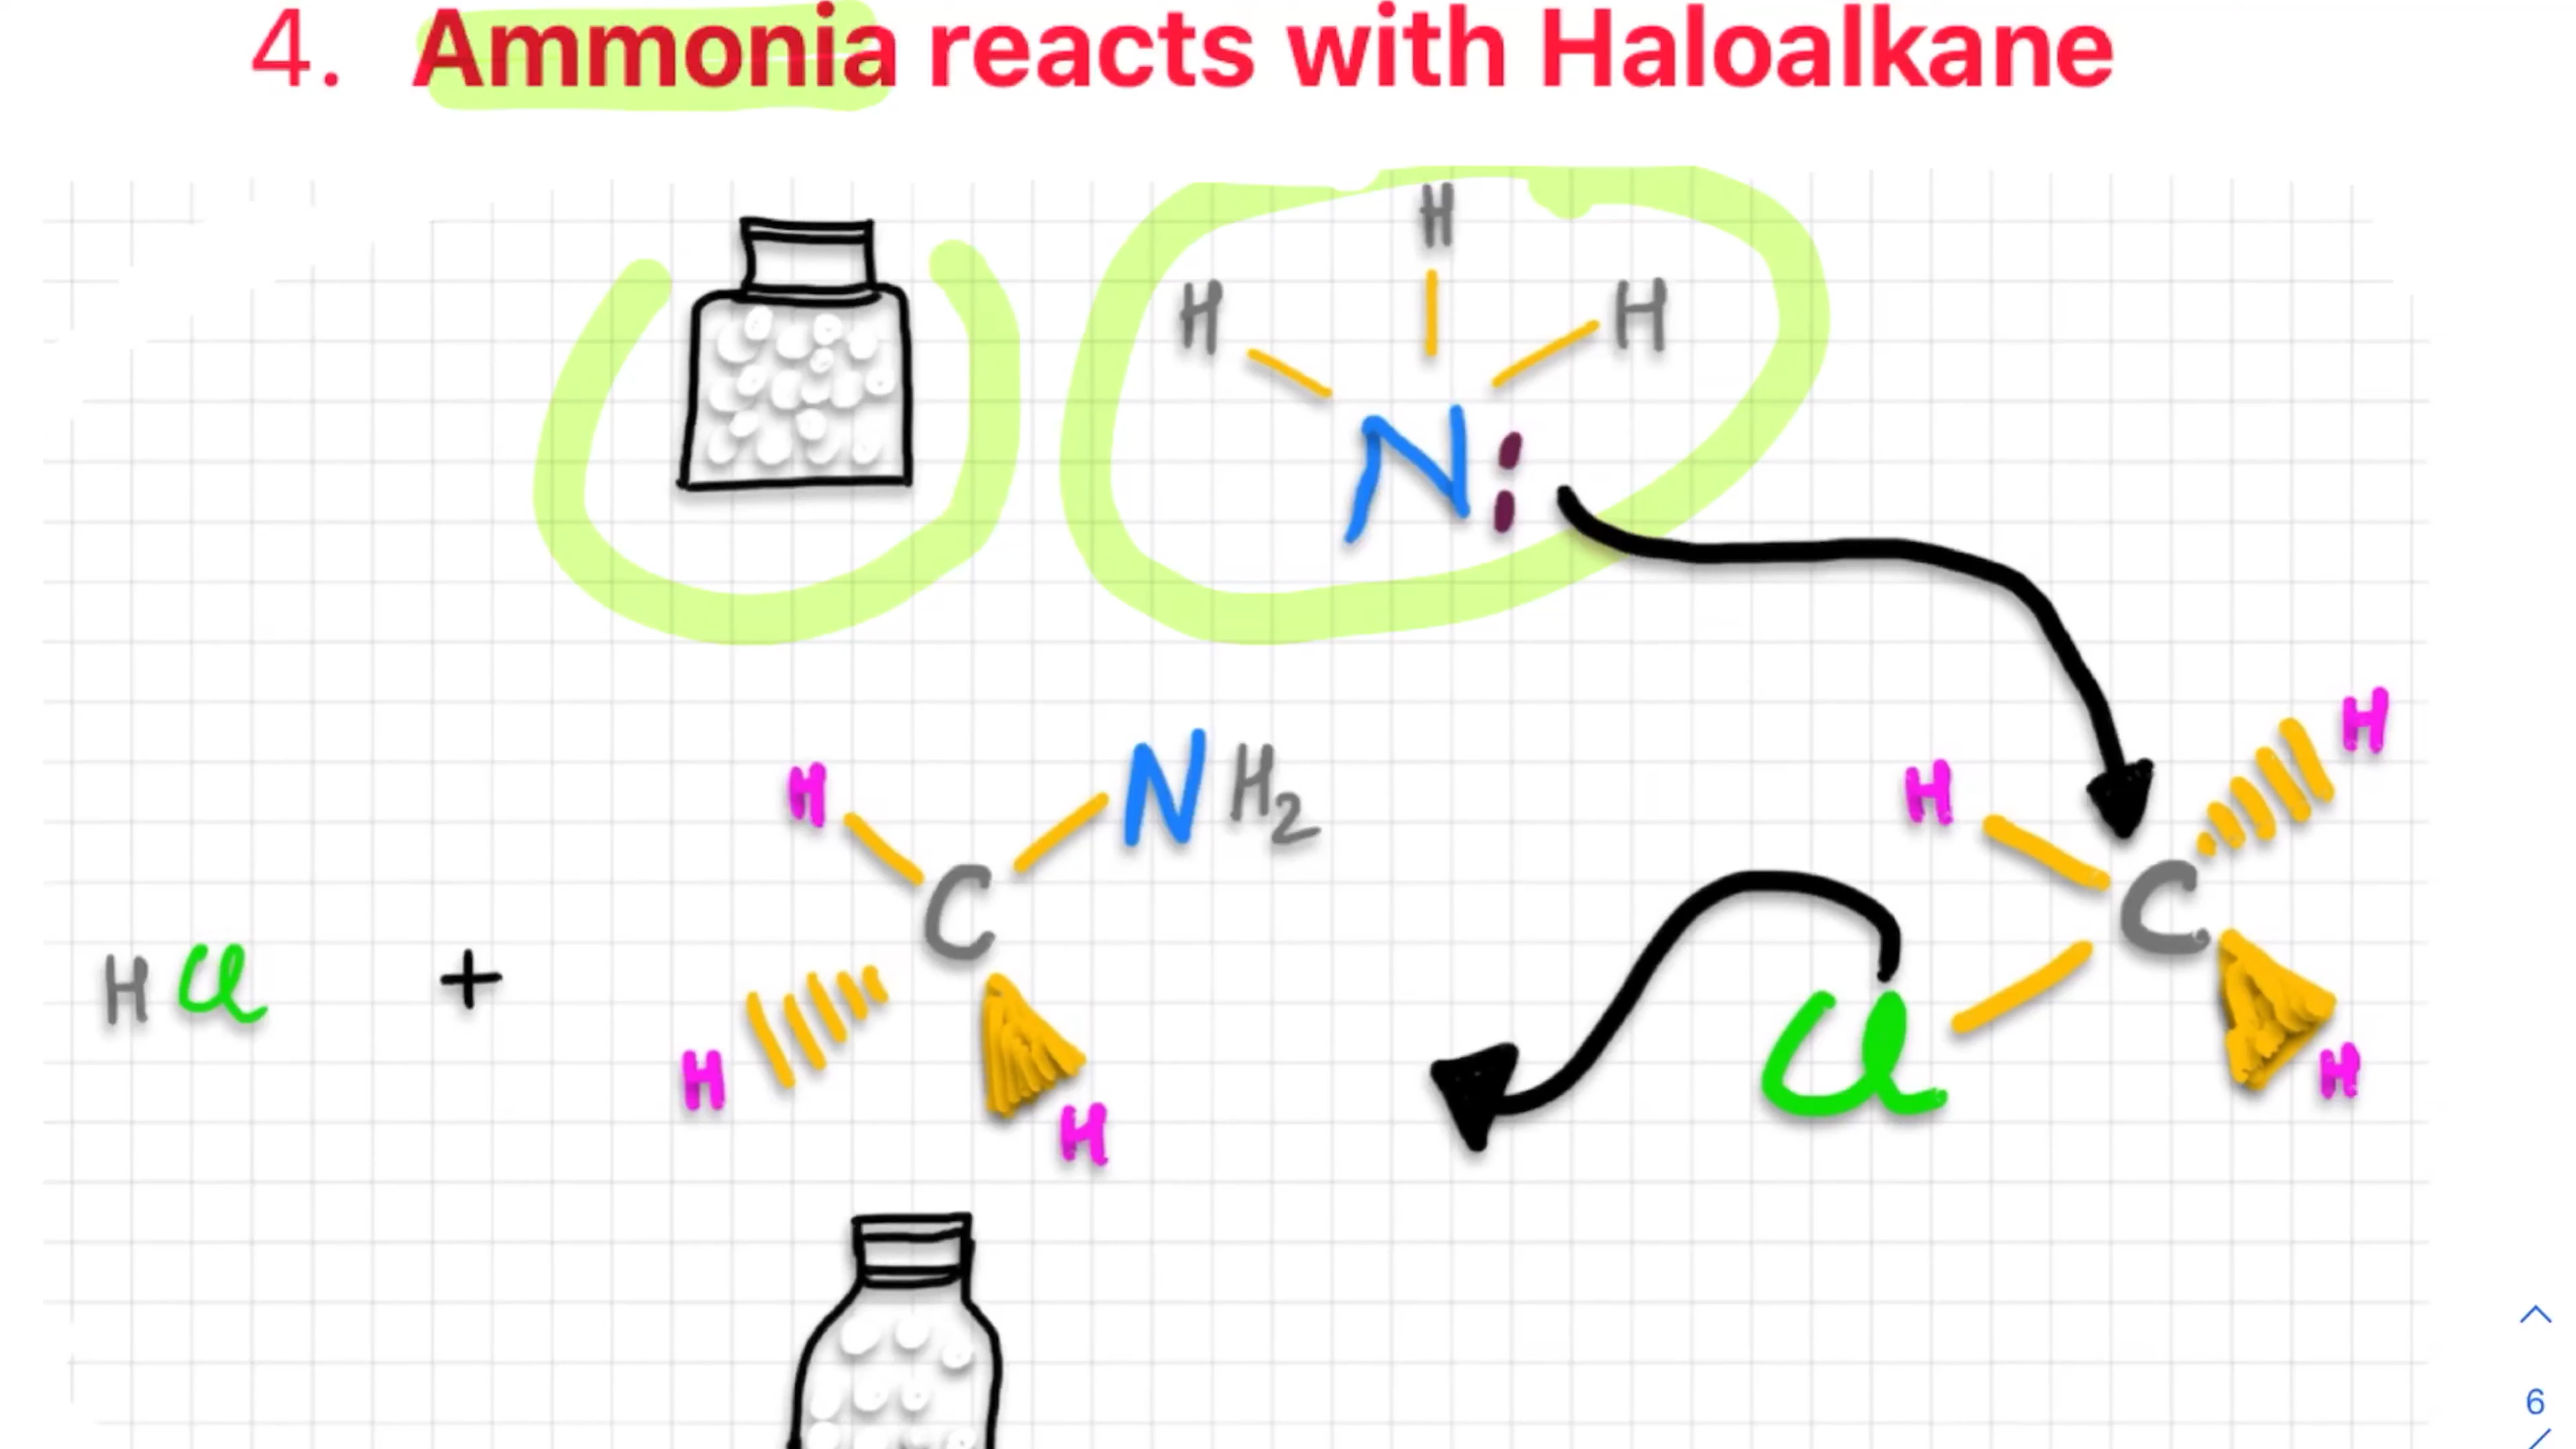 4. Ammonia reacts with Haloalkane
H
H H
N:
H
H NH2 H
C C
HCl + Cl
H H
H
6